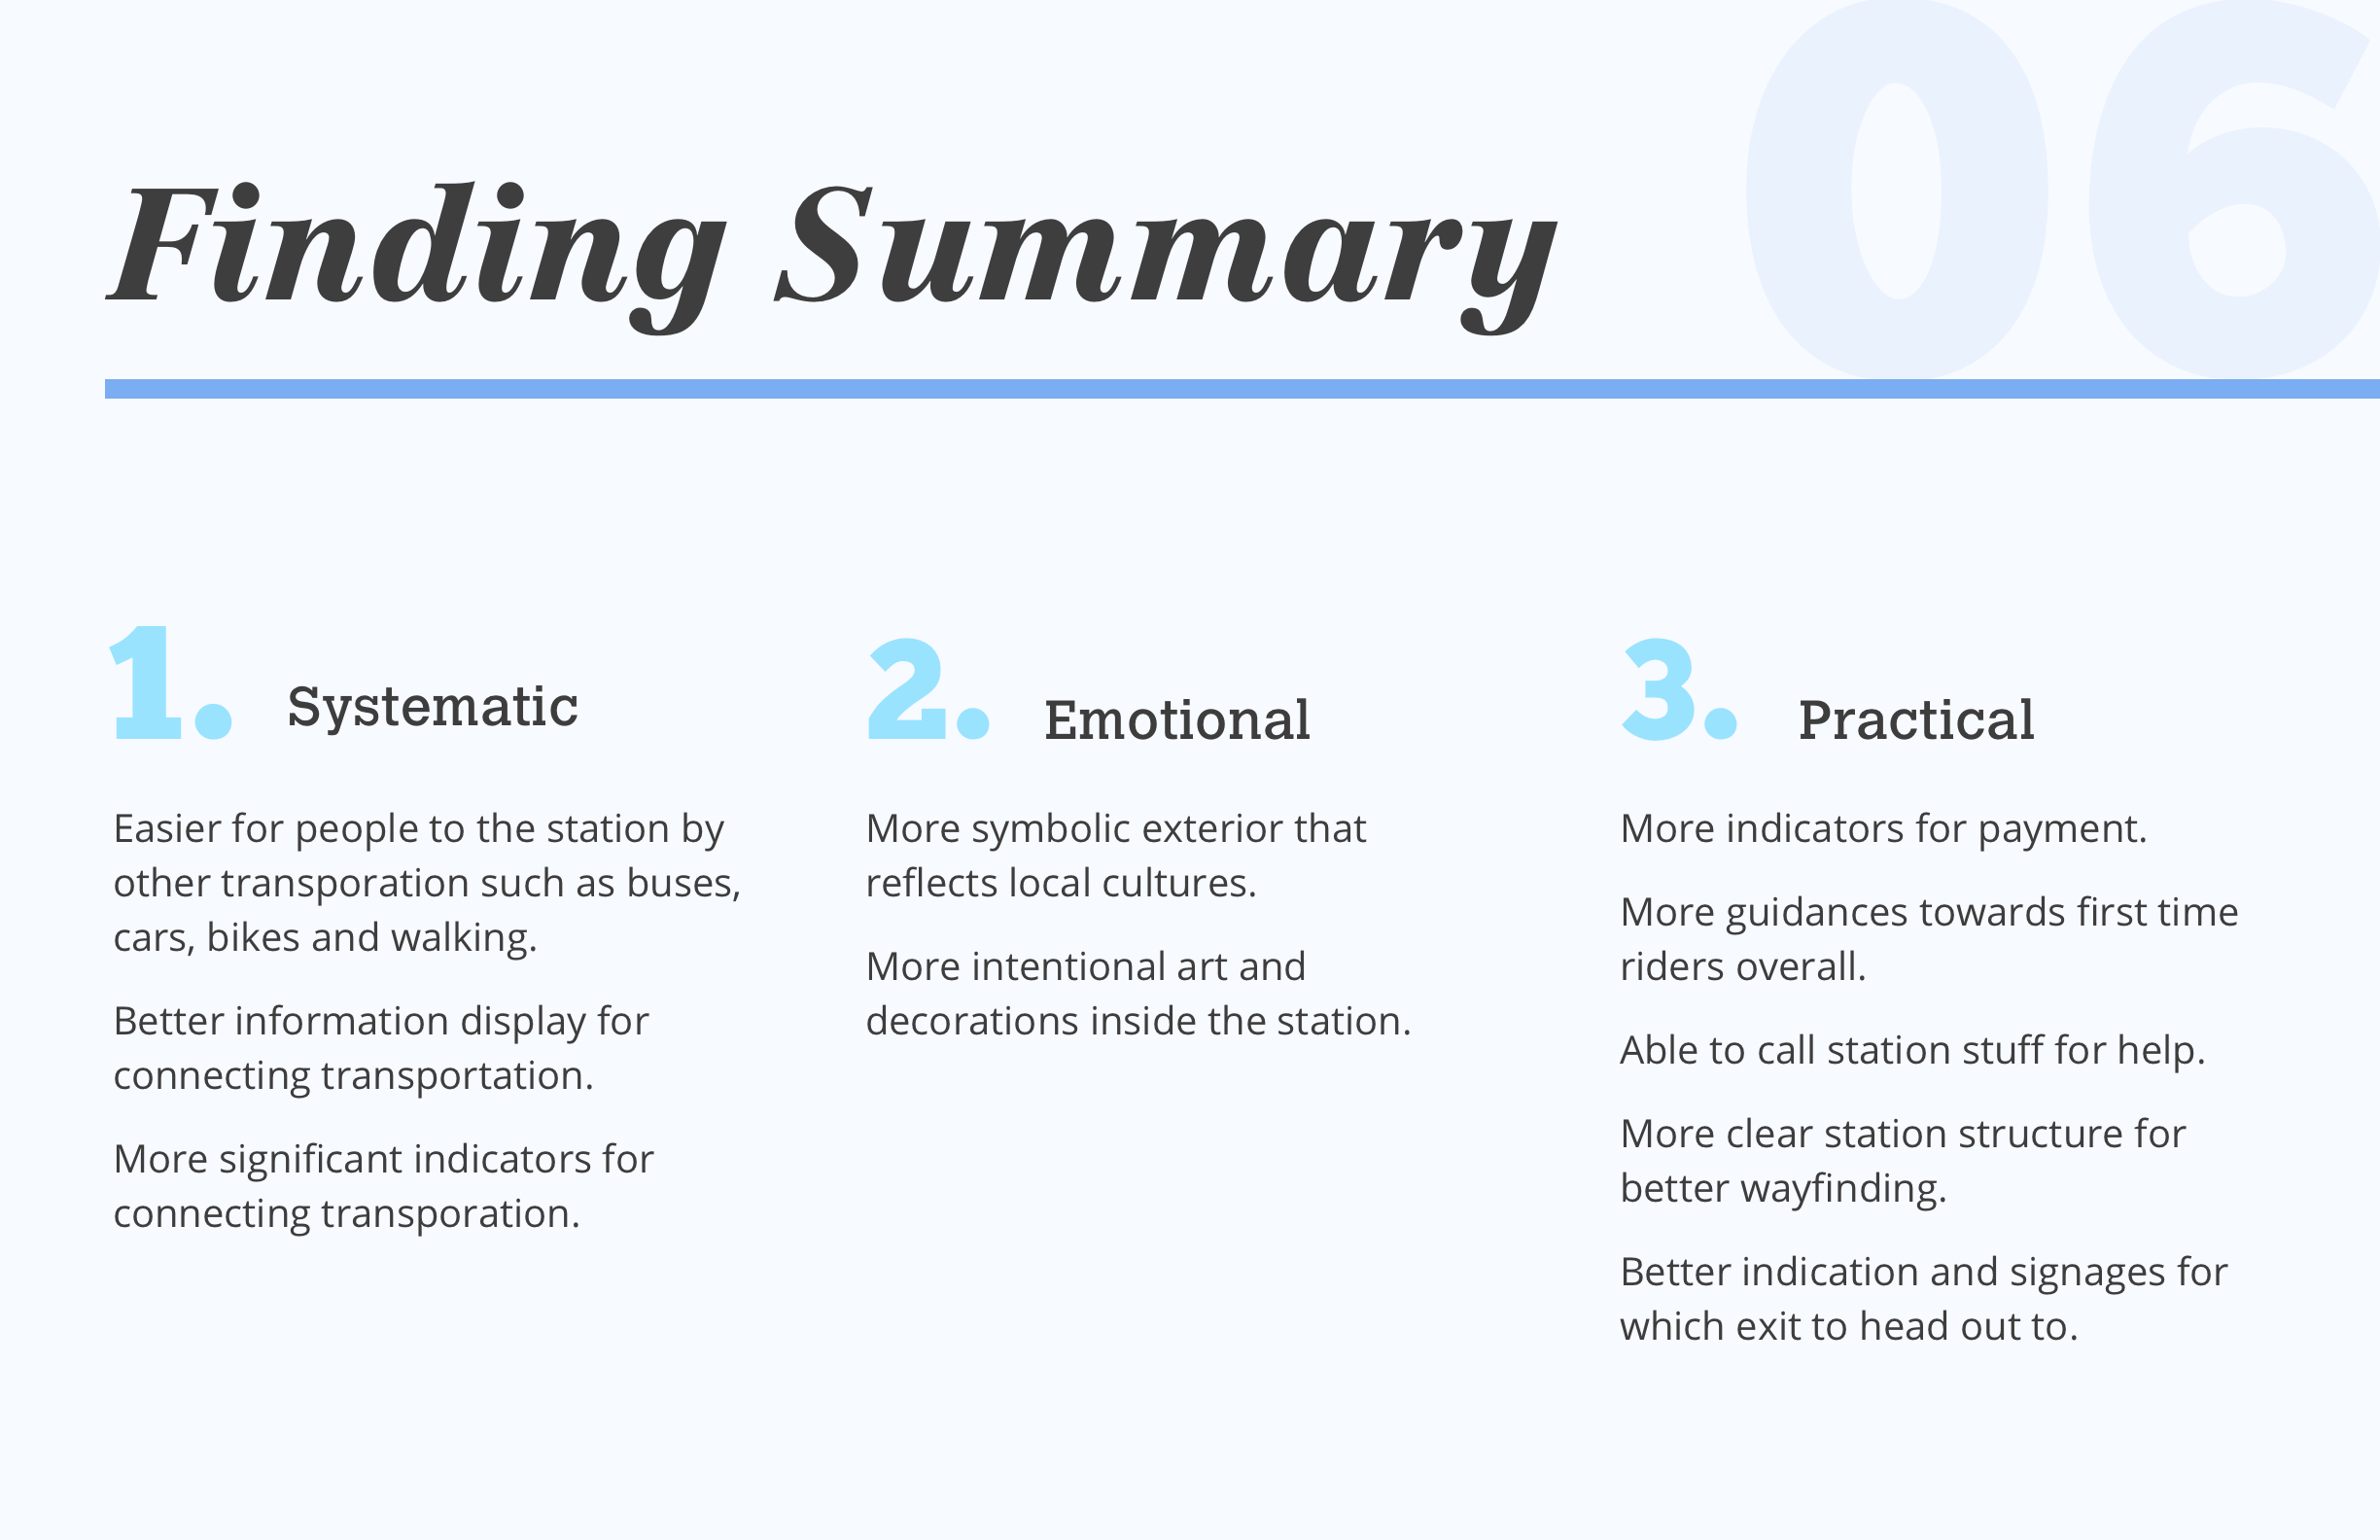 06
Finding Summary
1. Systematic
Easier for people to the station by
other transporation such as buses,
cars, bikes and walking.
Better information display for
connecting transportation.
More significant indicators for
connecting transporation.
2. Emotional
More symbolic exterior that
reflects local cultures.
More intentional art and
decorations inside the station.
3. Practical
More indicators for payment.
More guidances towards first time
riders overall.
Able to call station stuff for help.
More clear station structure for
better wayfinding.
Better indication and signages for
which exit to head out to.